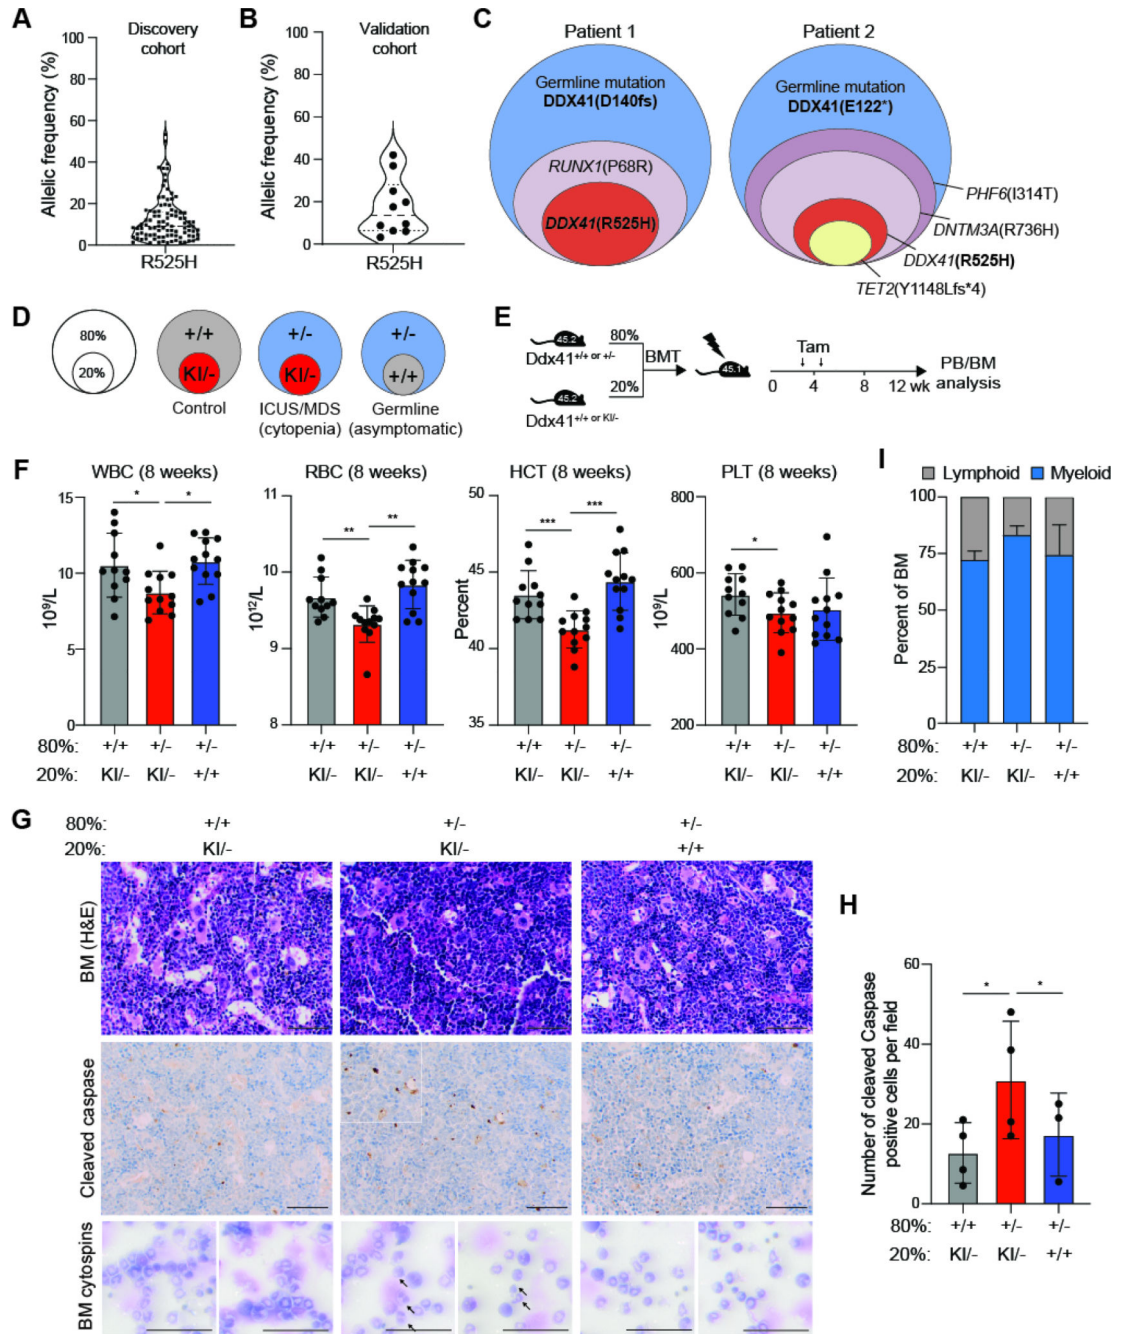 A
Discovery
cohort
Allelic frequency (%)
100
80
60
40
20
0
R525H
B
Validation
cohort
Allelic frequency (%)
100
80
60
40
20
0
R525H
C
Patient 1
Germline mutation
DDX41(D140fs)
RUNX1(P68R)
DDX41(R525H)
Patient 2
Germline mutation
DDX41(E122*)
PHF6(I314T)
DNTM3A(R736H)
DDX41(R525H)
TET2(Y1148Lfs*4)
D
80%
20%
+/+
KI/-
Control
+/-
KI/-
ICUS/MDS
(cytopenia)
+/-
+/+
Germline
(asymptomatic)
E
45.2
80%
Ddx41+/+ or +/-
BMT
45.1
20%
45.2
Ddx41+/+ or KI/-
Tam
0 4 8 12 wk
PB/BM
analysis
F
WBC (8 weeks)
10⁹/L
15
10
5
0
* *
RBC (8 weeks)
10¹²/L
11
10
9
8
** **
HCT (8 weeks)
Percent
50
45
40
35
*** ***
PLT (8 weeks)
10⁹/L
800
600
400
200
*
80%: +/+ +/- +/- +/+ +/- +/- +/+ +/- +/- +/+ +/- +/-
20%: KI/- KI/- +/+ KI/- KI/- +/+ KI/- KI/- +/+ KI/- KI/- +/+
I
Lymphoid Myeloid
Percent of BM
100
75
50
25
0
80%: +/+ +/- +/-
20%: KI/- KI/- +/+
G
80%: +/+ +/- +/-
20%: KI/- KI/- +/+
BM (H&E)
Cleaved caspase
BM cytospins
H
Number of cleaved Caspase
positive cells per field
60
40
20
0
* *
80%: +/+ +/- +/-
20%: KI/- KI/- +/+